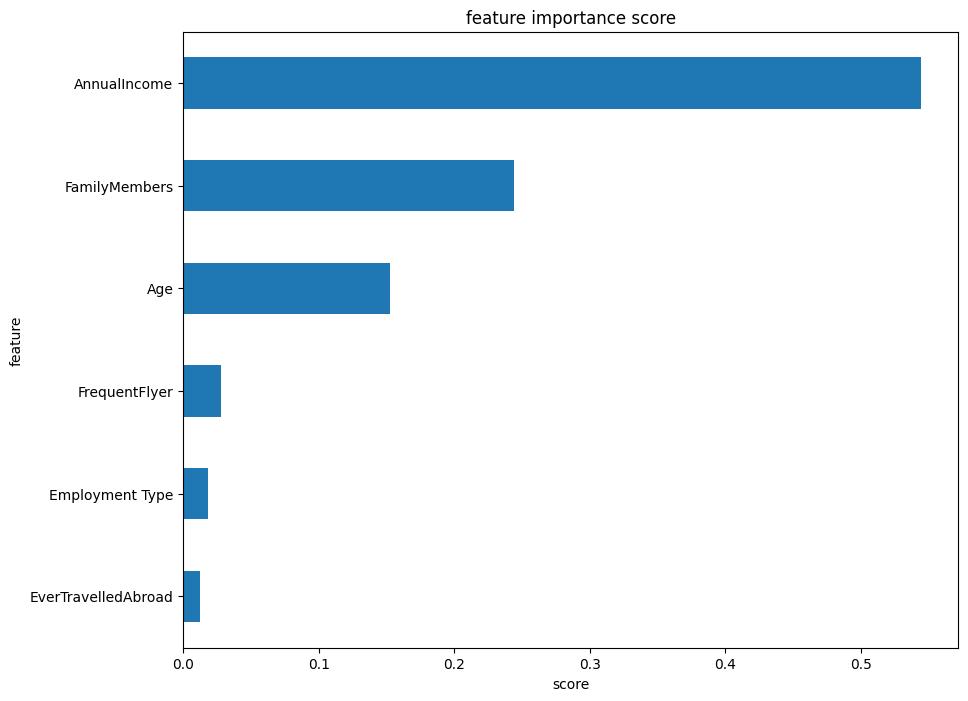 feature importance score
AnnualIncome
FamilyMembers
Age
FrequentFlyer
Employment Type
EverTravelledAbroad
feature
0.0 0.1 0.2 0.3 0.4 0.5
score